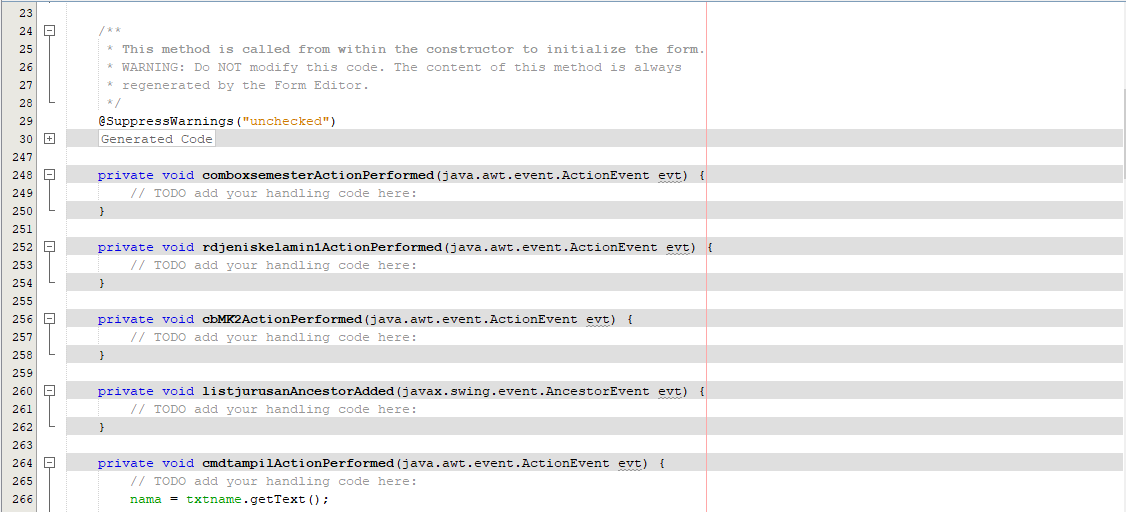 23
24 /**
25 * This method is called from within the constructor to initialize the form.
26 * WARNING: Do NOT modify this code. The content of this method is always
27 * regenerated by the Form Editor.
28 */
29 @SuppressWarnings("unchecked")
30 Generated Code
247
248 private void comboxsemesterActionPerformed(java.awt.event.ActionEvent evt) {
249 // TODO add your handling code here:
250 }
251
252 private void rdjeniskelamin1ActionPerformed(java.awt.event.ActionEvent evt) {
253 // TODO add your handling code here:
254 }
255
256 private void cbMK2ActionPerformed(java.awt.event.ActionEvent evt) {
257 // TODO add your handling code here:
258 }
259
260 private void listjurusanAncestorAdded(javax.swing.event.AncestorEvent evt) {
261 // TODO add your handling code here:
262 }
263
264 private void cmdtampilActionPerformed(java.awt.event.ActionEvent evt) {
265 // TODO add your handling code here:
266 nama = txtname.getText();